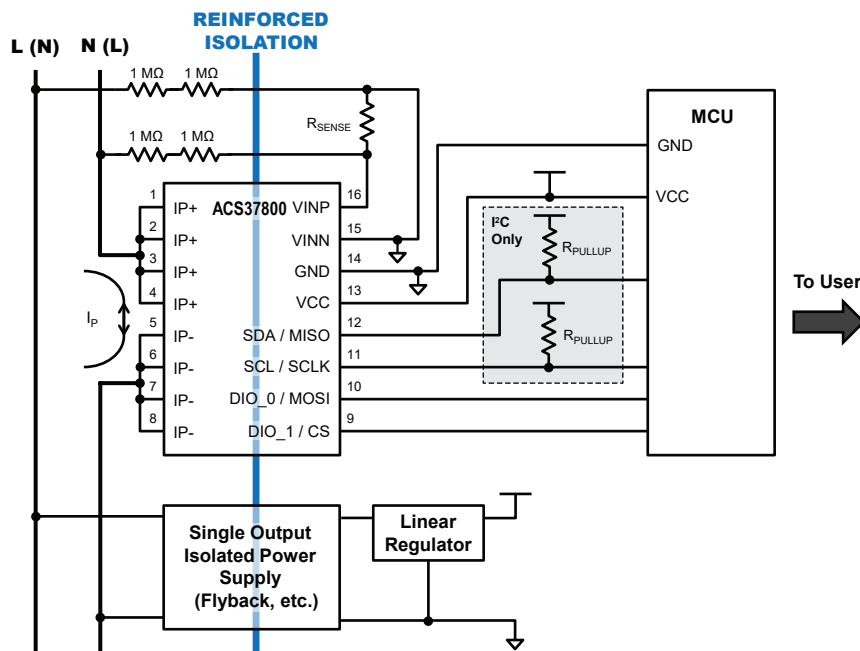 REINFORCED
ISOLATION
L (N)
N (L)
1 MΩ
1 MΩ
1 MΩ
1 MΩ
RSENSE
MCU
GND
VCC
ACS37800
1
IP+
2
IP+
3
IP+
4
IP+
5
IP-
6
IP-
7
IP-
8
IP-
16
VINP
15
VINN
14
GND
13
VCC
12
SDA / MISO
11
SCL / SCLK
10
DIO_0 / MOSI
9
DIO_1 / CS
IP
I²C
Only
RPULLUP
RPULLUP
To User
Single Output
Isolated Power
Supply
(Flyback, etc.)
Linear
Regulator